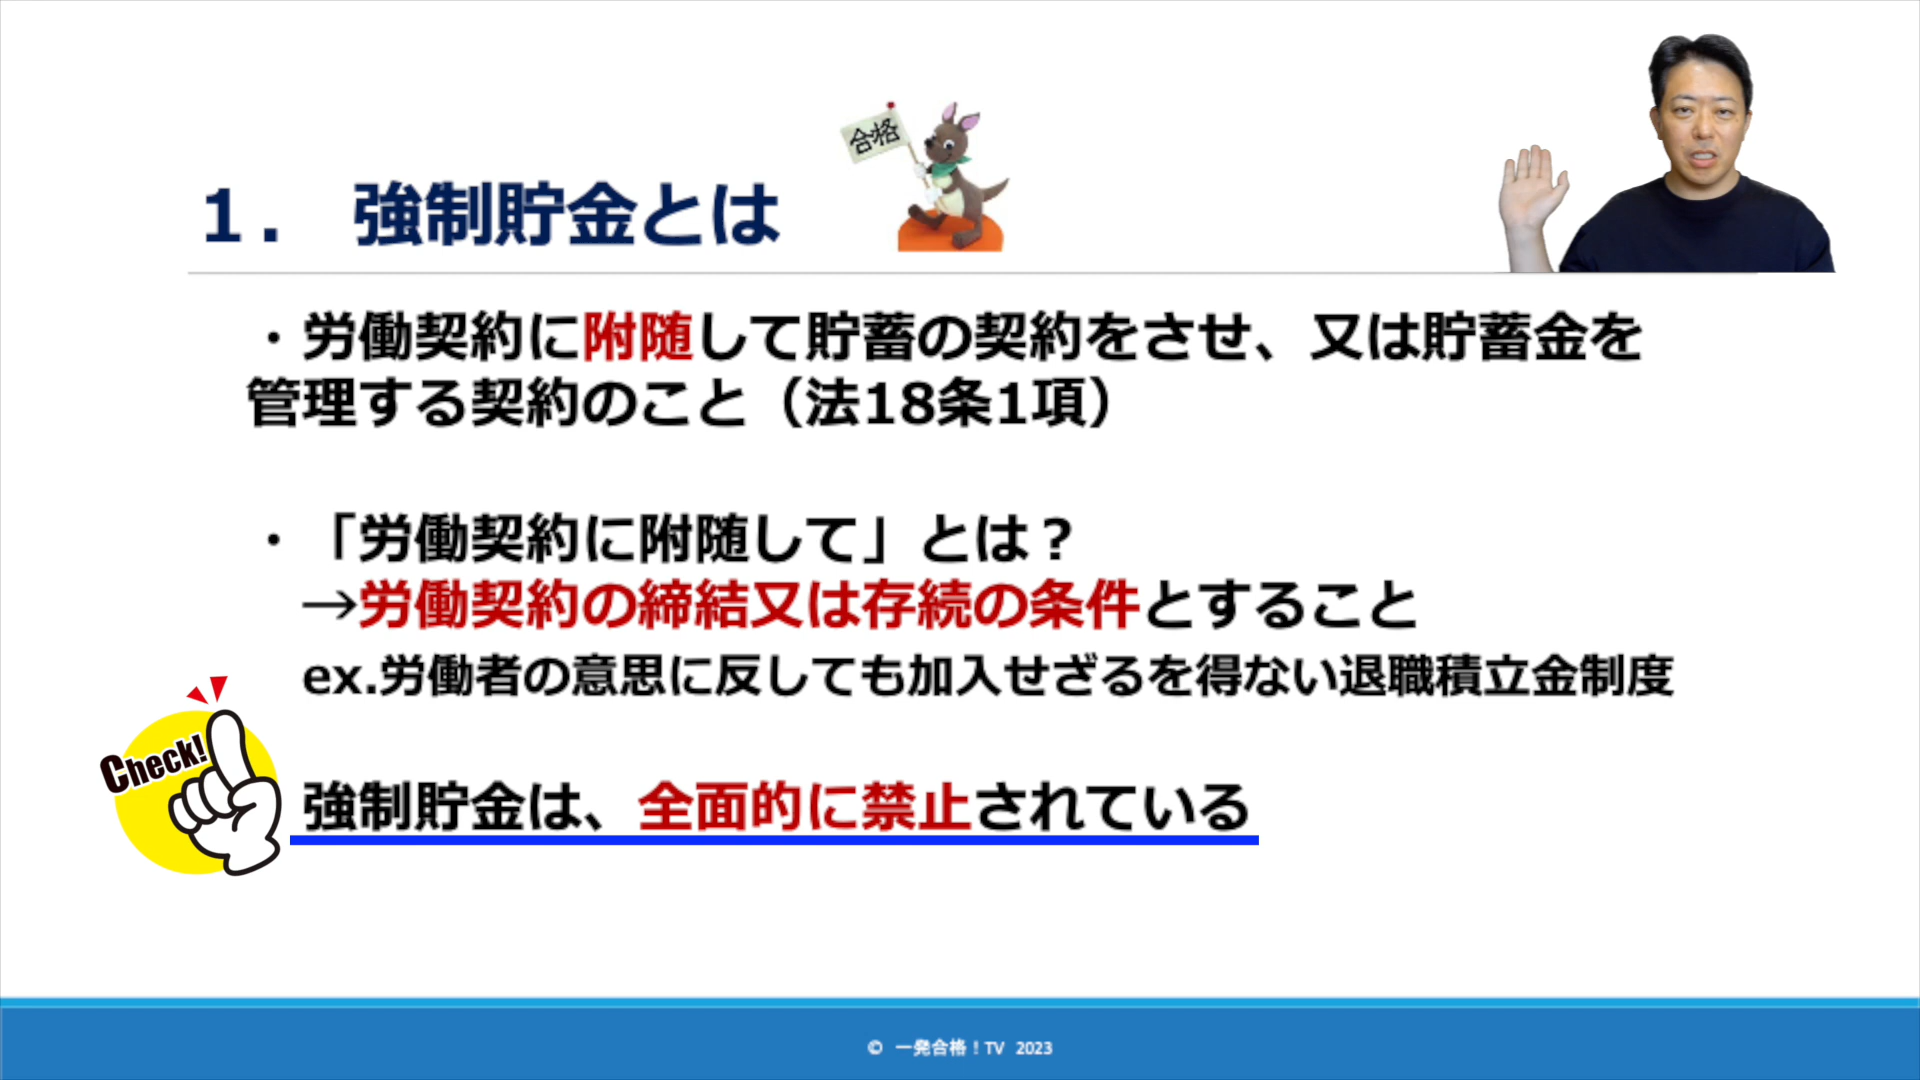 合格
1. 強制貯金とは
・労働契約に附随して貯蓄の契約をさせ、又は貯蓄金を
管理する契約のこと（法18条1項）
・「労働契約に附随して」とは？
→労働契約の締結又は存続の条件とすること
ex.労働者の意思に反しても加入せざるを得ない退職積立金制度
Check!
強制貯金は、全面的に禁止されている
© 一発合格！TV 2023